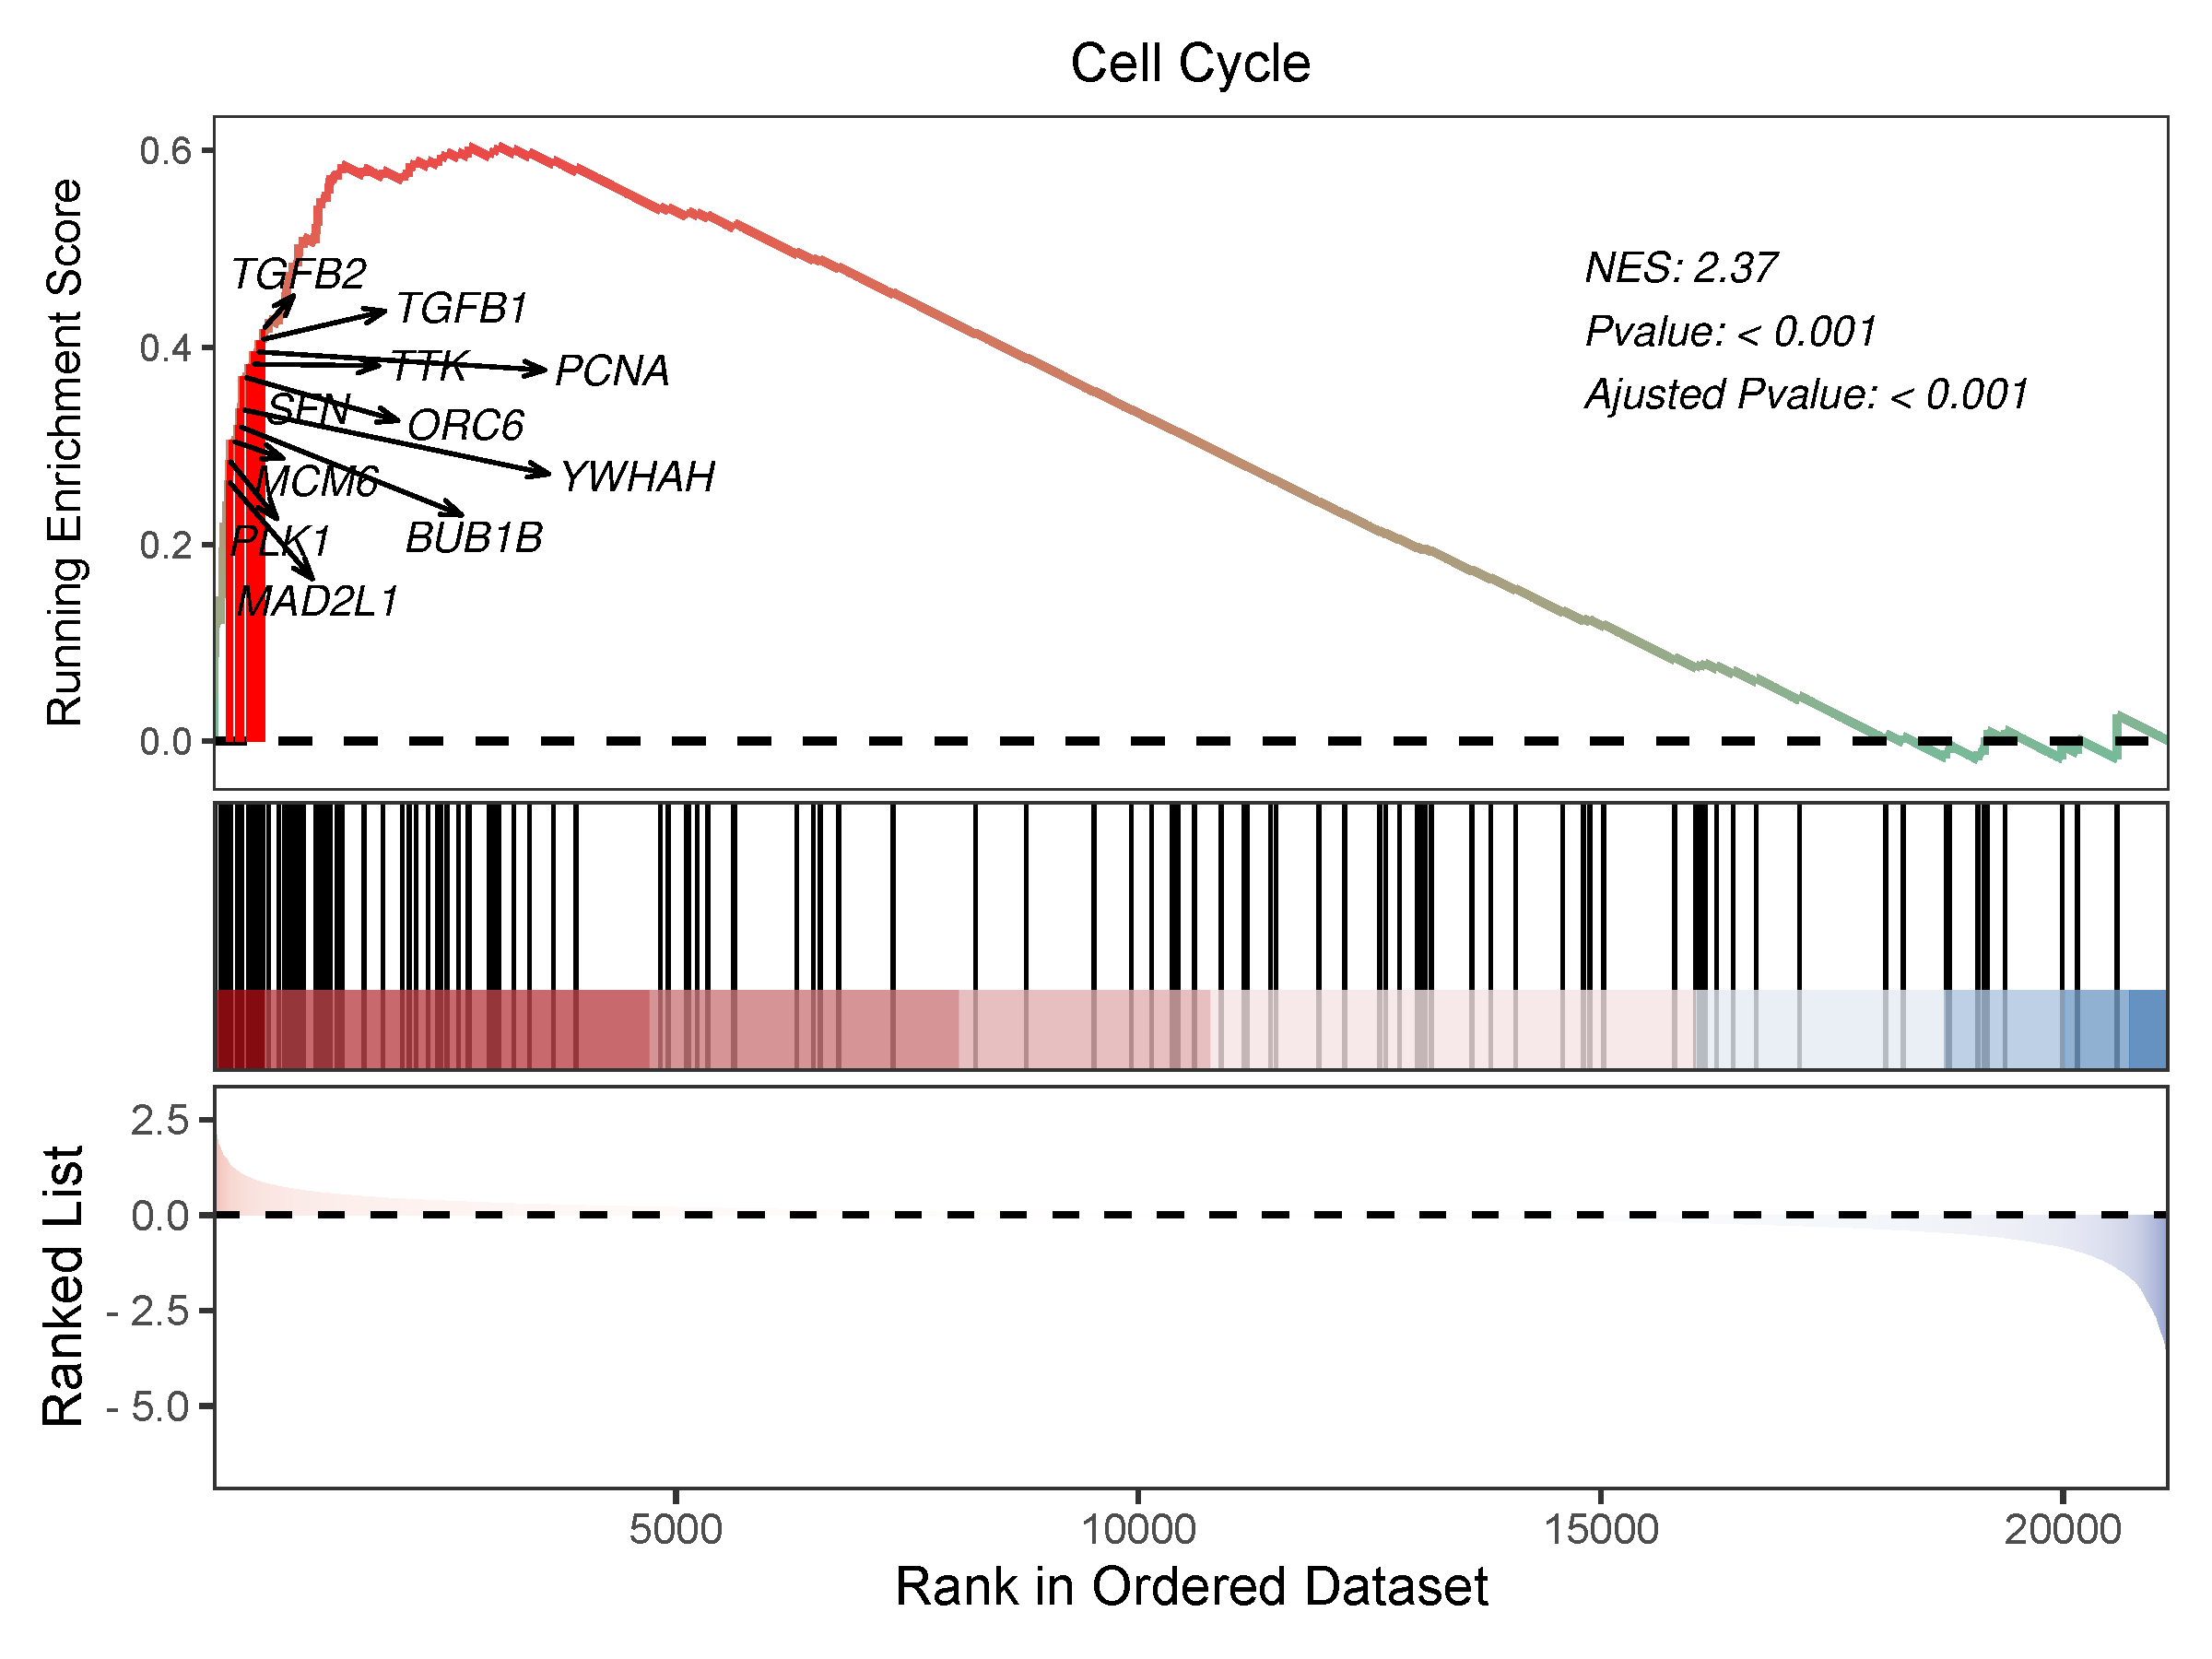 Cell Cycle
Running Enrichment Score
0.6
0.4
0.2
0.0
TGFB2
TGFB1
TTK
PCNA
SFN
ORC6
YWHAH
MCM6
BUB1B
PLK1
MAD2L1
NES: 2.37
Pvalue: < 0.001
Ajusted Pvalue: < 0.001
Ranked List
2.5
0.0
- 2.5
- 5.0
5000
10000
15000
20000
Rank in Ordered Dataset